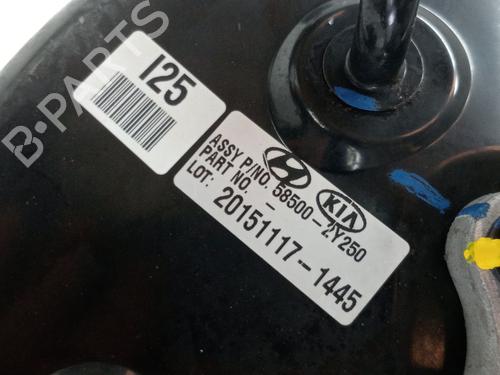 B-PARTS
I25
KIA
ASSY P/NO. 58500-2Y250
PART NO. -
LOT: 20151117-1445